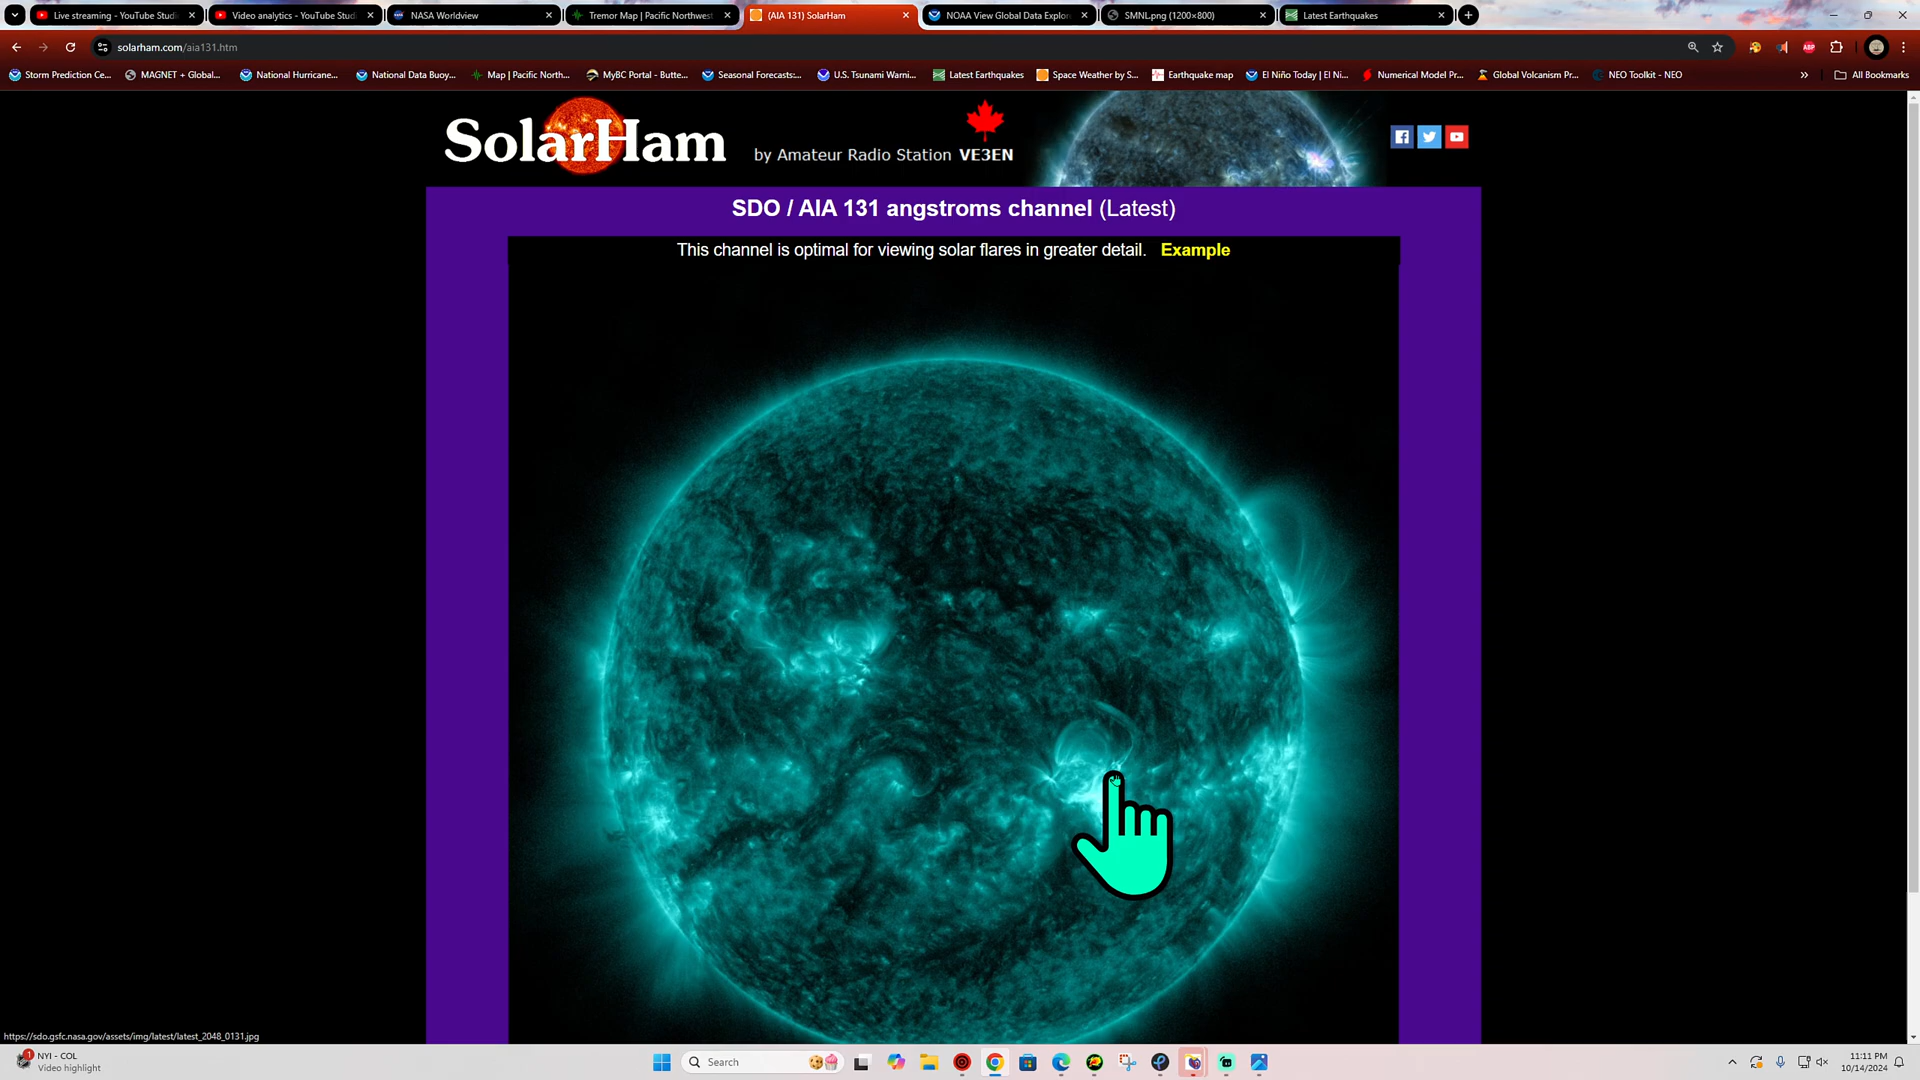 Live streaming - YouTube Studi
Video analytics - YouTube Studi
NASA Worldview
Tremor Map | Pacific Northwest
(AIA 131) SolarHam
NOAA View Global Data Explor
SMNL.png (1200×800)
Latest Earthquakes
solarham.com/aia131.htm
ABP
Storm Prediction Ce...
MAGNET + Global...
National Hurricane...
National Data Buoy...
Map | Pacific North...
MyBC Portal - Butte...
Seasonal Forecasts:...
U.S. Tsunami Warni...
Latest Earthquakes
Space Weather by S...
Earthquake map
El Niño Today | El Ni...
Numerical Model Pr...
Global Volcanism Pr...
NEO Toolkit - NEO
All Bookmarks
SolarHam
by Amateur Radio Station VE3EN
SDO / AIA 131 angstroms channel (Latest)
This channel is optimal for viewing solar flares in greater detail. Example
https://sdo.gsfc.nasa.gov/assets/img/latest/latest_2048_0131.jpg
1
NYI - COL
Video highlight
Search
11:11 PM
10/14/2024